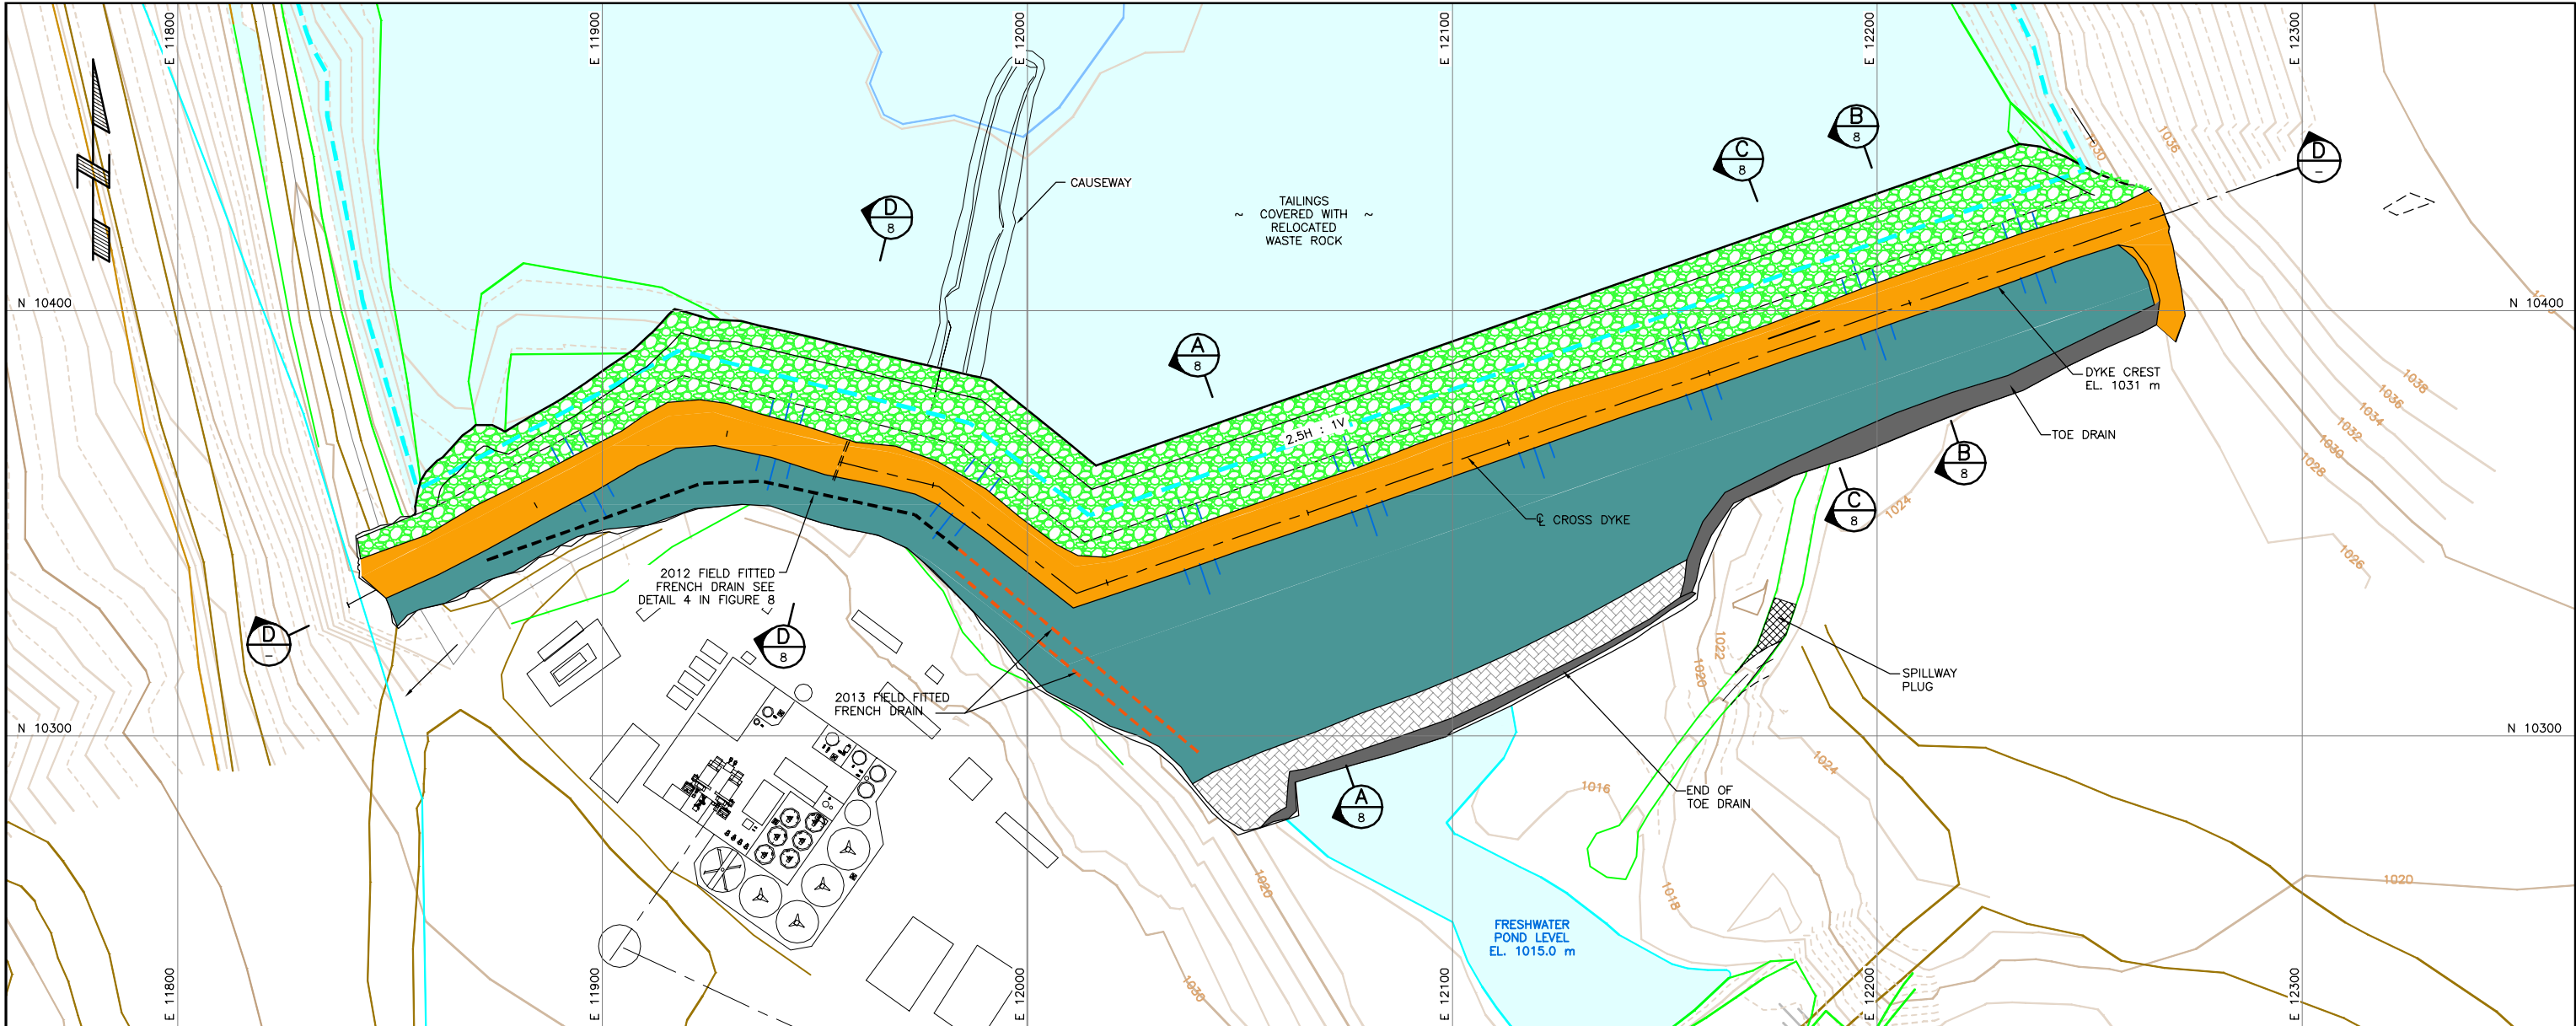 E 11800
E 11900
E 12000
E 12100
E 12200
E 12300
N 10400
N 10400
CAUSEWAY
TAILINGS
~ COVERED WITH ~
RELOCATED
WASTE ROCK
D
8
A
8
C
8
B
8
D
–
1030
1036
2.5H : 1V
DYKE CREST
EL. 1031 m
TOE DRAIN
1038
1036
1034
1032
1030
1028
1026
1024
B
8
C
8
℄ CROSS DYKE
2012 FIELD FITTED
FRENCH DRAIN SEE
DETAIL 4 IN FIGURE 8
D
–
D
8
2013 FIELD FITTED
FRENCH DRAIN
1022
1020
SPILLWAY
PLUG
N 10300
N 10300
END OF
TOE DRAIN
A
8
1016
1024
1018
1020
1020
1030
FRESHWATER
POND LEVEL
EL. 1015.0 m
E 11800
E 11900
E 12000
E 12100
E 12200
E 12300